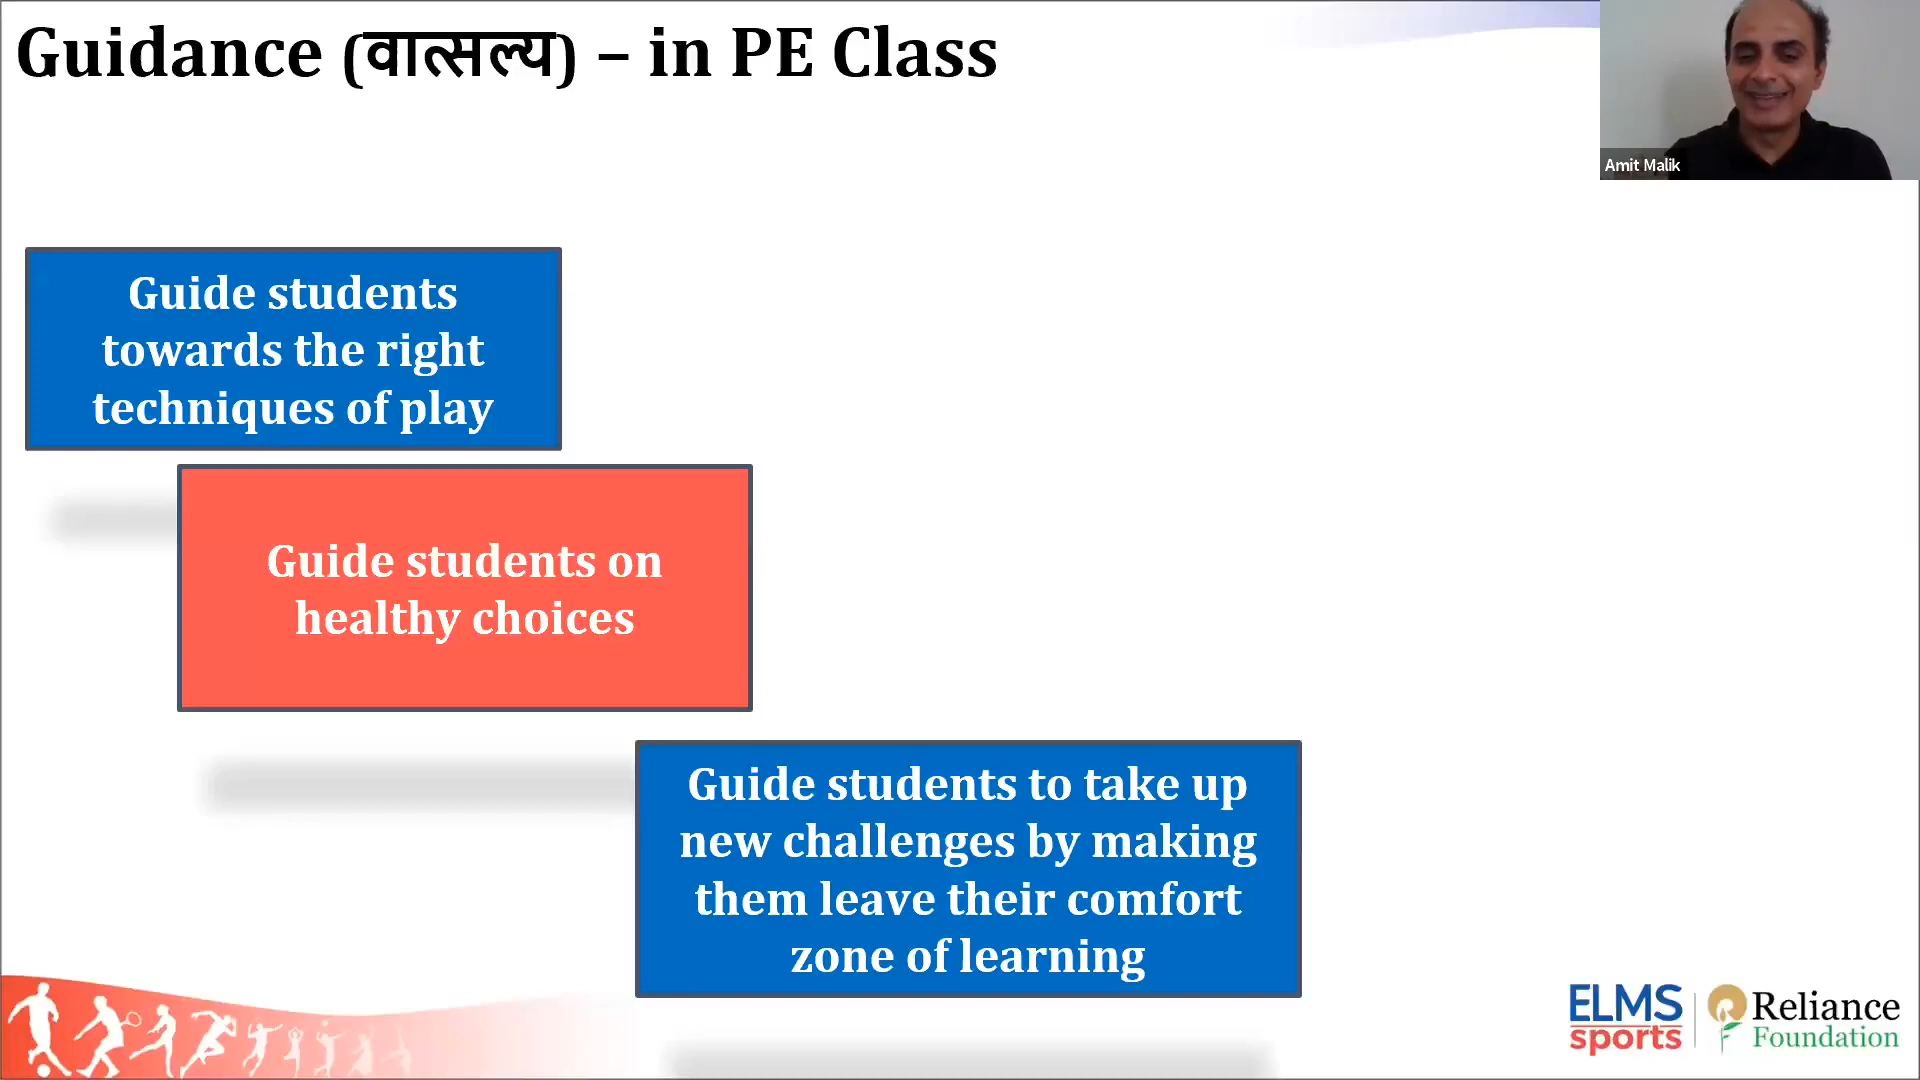 Guidance (वात्सल्य) – in PE Class
Amit Malik
Guide students
towards the right
techniques of play
Guide students on
healthy choices
Guide students to take up
new challenges by making
them leave their comfort
zone of learning
ELMS
sports
Reliance
Foundation